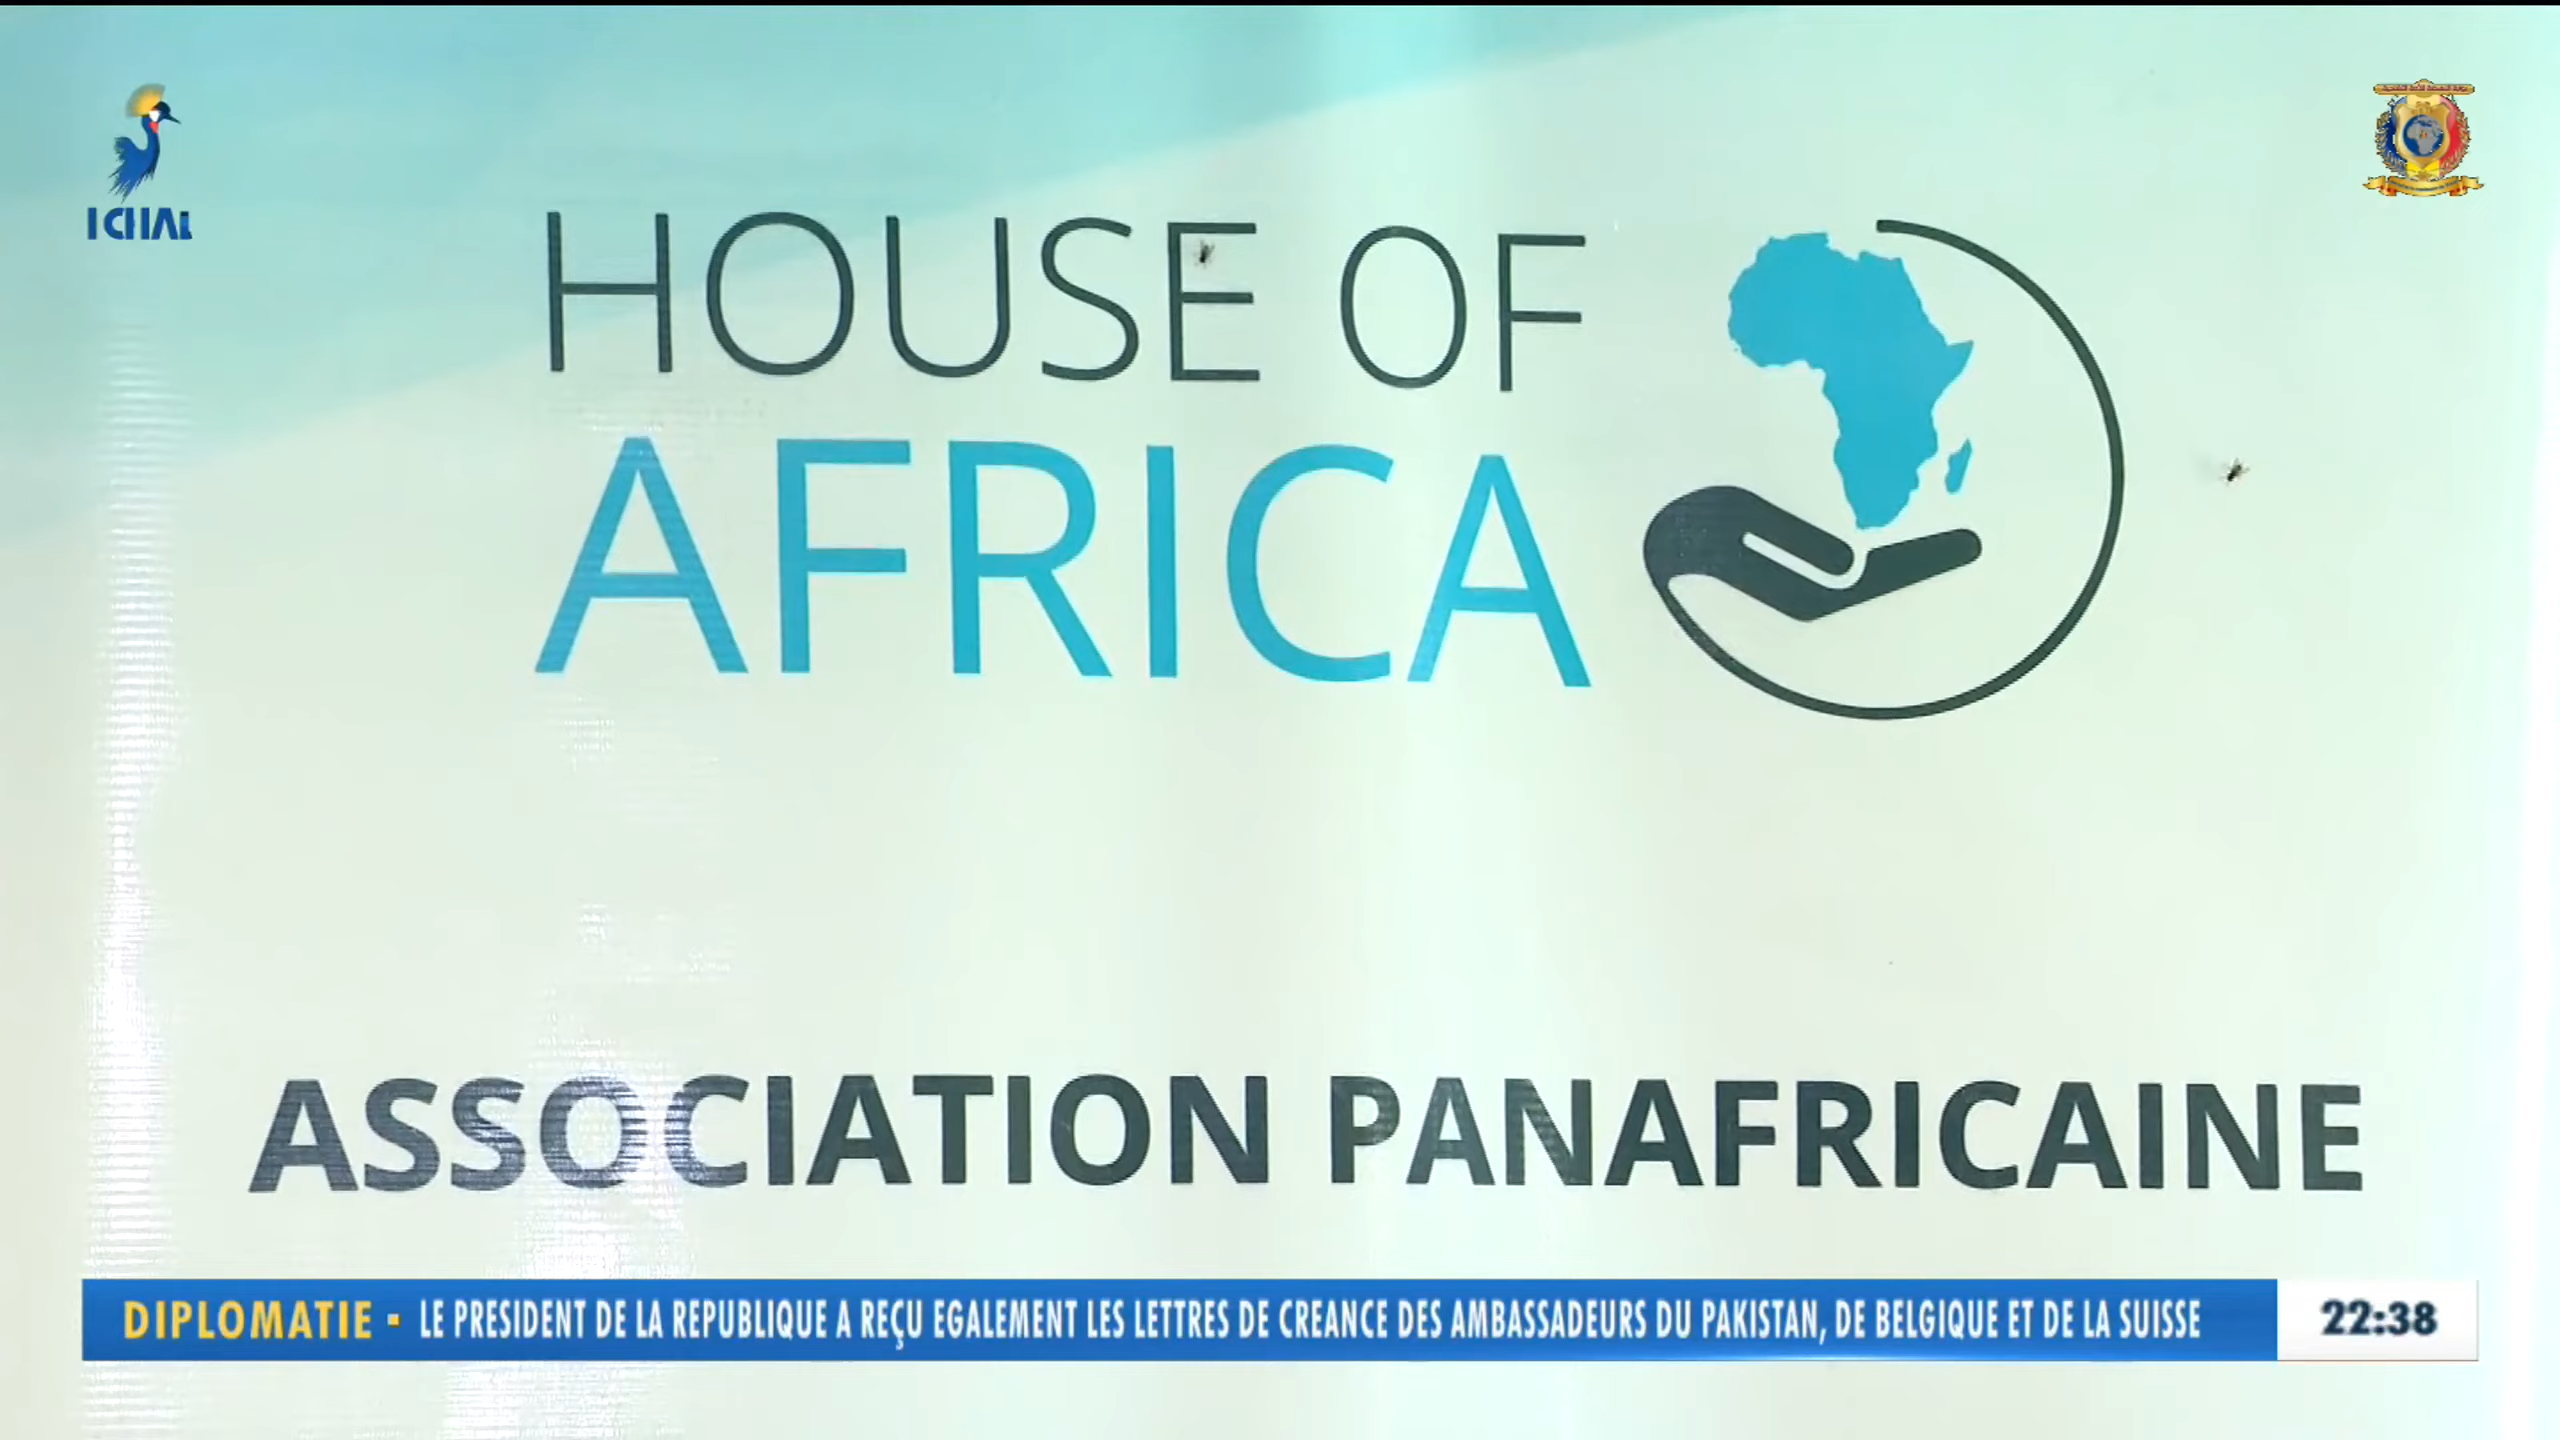 HOUSE OF
AFRICA
ASSOCIATION PANAFRICAINE
DIPLOMATIE • LE PRESIDENT DE LA REPUBLIQUE A REÇU EGALEMENT LES LETTRES DE CREANCE DES AMBASSADEURS DU PAKISTAN, DE BELGIQUE ET DE LA SUISSE
22:38